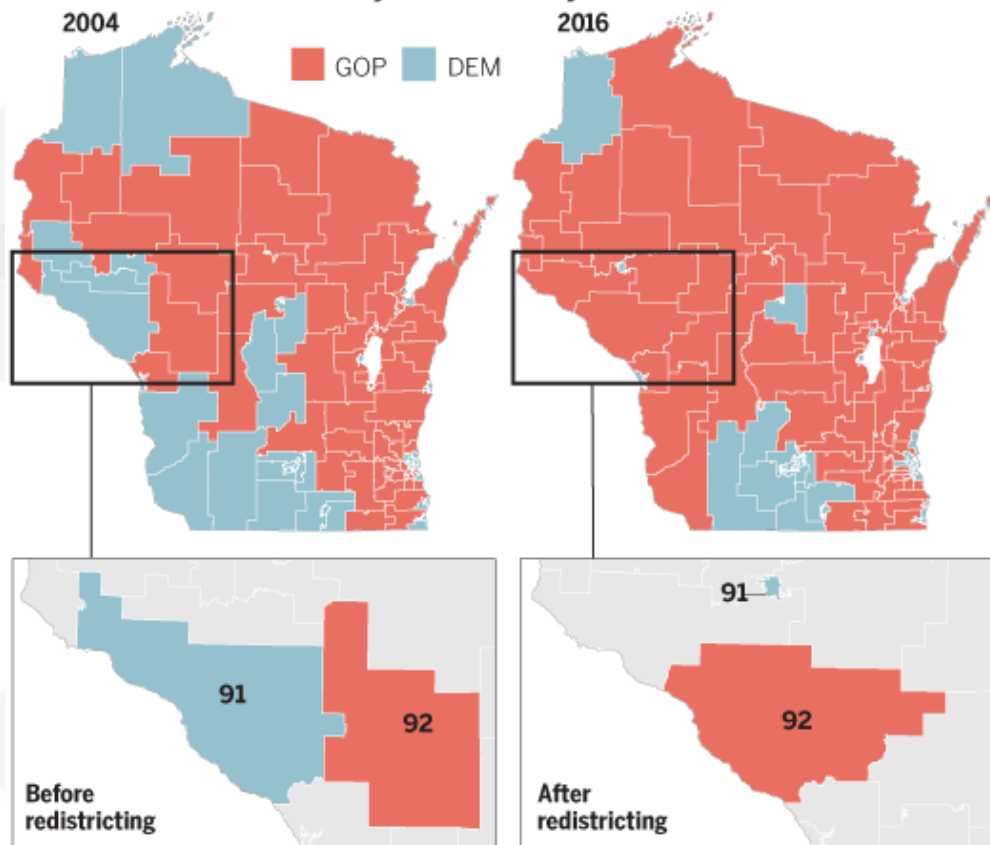 2004
2016
GOP
DEM
91
92
Before
redistricting
91
92
After
redistricting